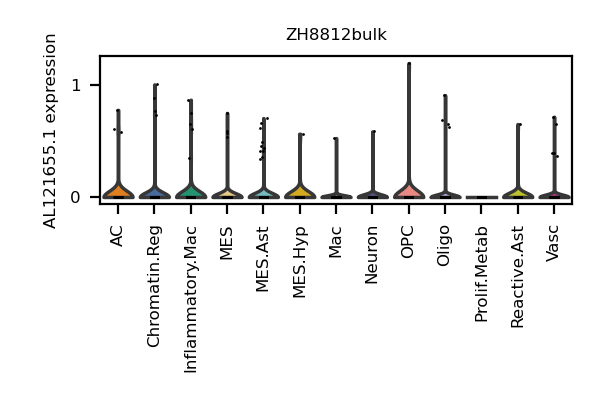 ZH8812bulk
AL121655.1 expression
1
0
AC
Chromatin.Reg
Inflammatory.Mac
MES
MES.Ast
MES.Hyp
Mac
Neuron
OPC
Oligo
Prolif.Metab
Reactive.Ast
Vasc